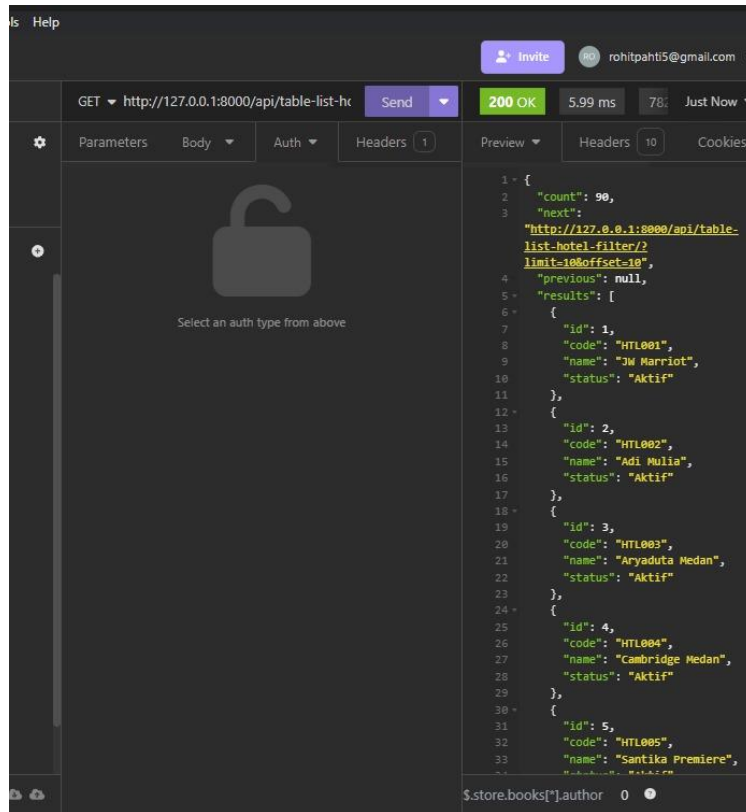 Help
Invite
RO
rohitpahti5@gmail.com
GET http://127.0.0.1:8000/api/table-list-h
Send
200 OK
5.99 ms
78
Just Now
Parameters
Body
Auth
Headers 1
Preview
Headers 10
Cookies
Select an auth type from above
1 {
2 "count": 90,
3 "next":
"http://127.0.0.1:8000/api/table-
list-hotel-filter/?
limit=10&offset=10",
4 "previous": null,
5 "results": [
6 {
7 "id": 1,
8 "code": "HTL001",
9 "name": "JW Marriot",
10 "status": "Aktif"
11 },
12 {
13 "id": 2,
14 "code": "HTL002",
15 "name": "Adi Mulia",
16 "status": "Aktif"
17 },
18 {
19 "id": 3,
20 "code": "HTL003",
21 "name": "Aryaduta Medan",
22 "status": "Aktif"
23 },
24 {
25 "id": 4,
26 "code": "HTL004",
27 "name": "Cambridge Medan",
28 "status": "Aktif"
29 },
30 {
31 "id": 5,
32 "code": "HTL005",
33 "name": "Santika Premiere",
$.store.books[*].author
0